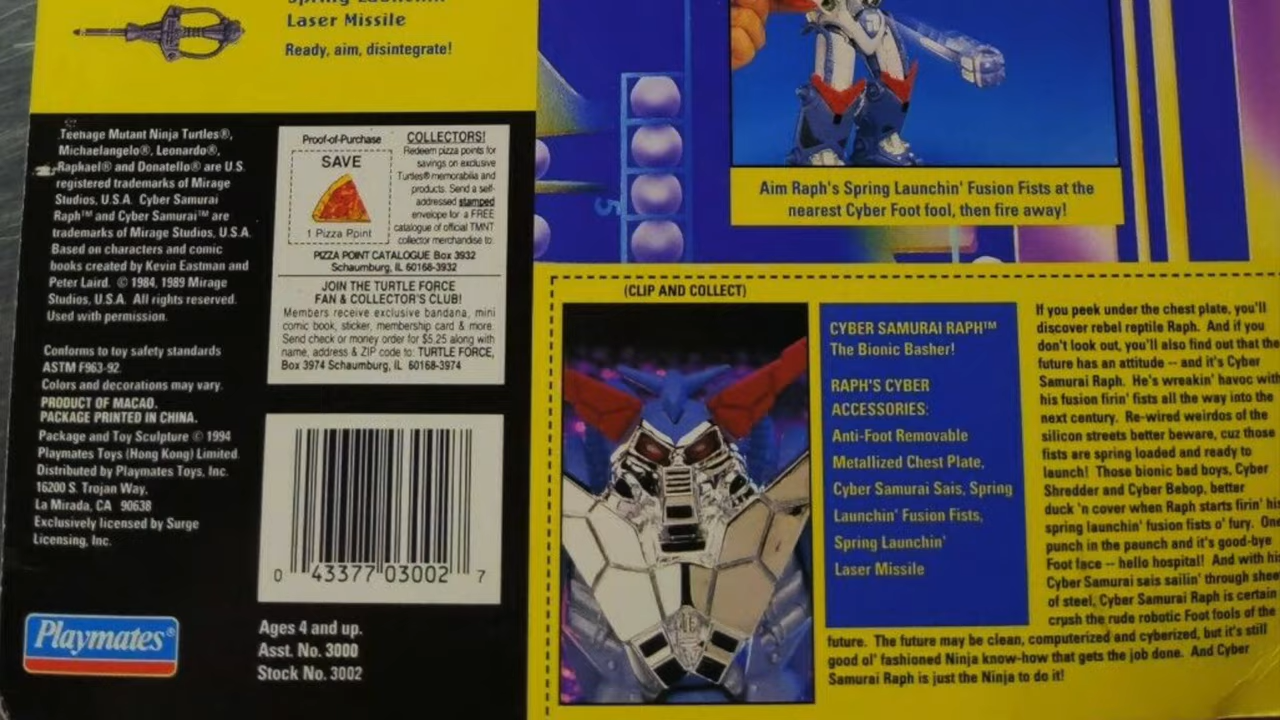 Spring Launchin'
Laser Missile
Ready, aim, disintegrate!
Teenage Mutant Ninja Turtles®,
Michaelangelo®, Leonardo®,
Raphael® and Donatello® are U.S.
registered trademarks of Mirage
Studios, U.S.A. Cyber Samurai
Raph™ and Cyber Samurai™ are
trademarks of Mirage Studios, U.S.A.
Based on characters and comic
books created by Kevin Eastman and
Peter Laird. © 1984, 1989 Mirage
Studios, U.S.A. All rights reserved.
Used with permission.
Conforms to toy safety standards
ASTM F963-92.
Colors and decorations may vary.
PRODUCT OF MACAO.
PACKAGE PRINTED IN CHINA.
Package and Toy Sculpture © 1994
Playmates Toys (Hong Kong) Limited.
Distributed by Playmates Toys, Inc.
16200 S. Trojan Way,
La Mirada, CA 90638
Exclusively licensed by Surge
Licensing, Inc.
Playmates®
Proof-of-Purchase
SAVE
1 Pizza Point
COLLECTORS!
Redeem pizza points for
savings on exclusive
Turtles® memorabilia and
products. Send a self-
addressed stamped
envelope for a FREE
catalogue of official TMNT
collector merchandise to:
PIZZA POINT CATALOGUE Box 3932
Schaumburg, IL 60168-3932
JOIN THE TURTLE FORCE
FAN & COLLECTOR'S CLUB!
Members receive exclusive bandana, mini
comic book, sticker, membership card & more.
Send check or money order for $5.25 along with
name, address & ZIP code to: TURTLE FORCE,
Box 3974 Schaumburg, IL 60168-3974
0 43377 03002 7
Ages 4 and up.
Asst. No. 3000
Stock No. 3002
Aim Raph's Spring Launchin' Fusion Fists at the
nearest Cyber Foot fool, then fire away!
(CLIP AND COLLECT)
CYBER SAMURAI RAPH™
The Bionic Basher!
RAPH'S CYBER
ACCESSORIES:
Anti-Foot Removable
Metallized Chest Plate,
Cyber Samurai Sais, Spring
Launchin' Fusion Fists,
Spring Launchin'
Laser Missile
If you peek under the chest plate, you'll
discover rebel reptile Raph. And if you
don't look out, you'll also find out that the
future has an attitude -- and it's Cyber
Samurai Raph. He's wreakin' havoc with
his fusion firin' fists all the way into the
next century. Re-wired weirdos of the
silicon streets better beware, cuz those
fists are spring loaded and ready to
launch! Those bionic bad boys, Cyber
Shredder and Cyber Bebop, better
duck 'n cover when Raph starts firin' hi
spring launchin' fusion fists o' fury. On
punch in the paunch and it's good-bye
Foot face -- hello hospital! And with hi
Cyber Samurai sais sailin' through shee
of steel, Cyber Samurai Raph is certain
crush the rude robotic Foot fools of the
future. The future may be clean, computerized and cyberized, but it's still
good ol' fashioned Ninja know-how that gets the job done. And Cyber
Samurai Raph is just the Ninja to do it!